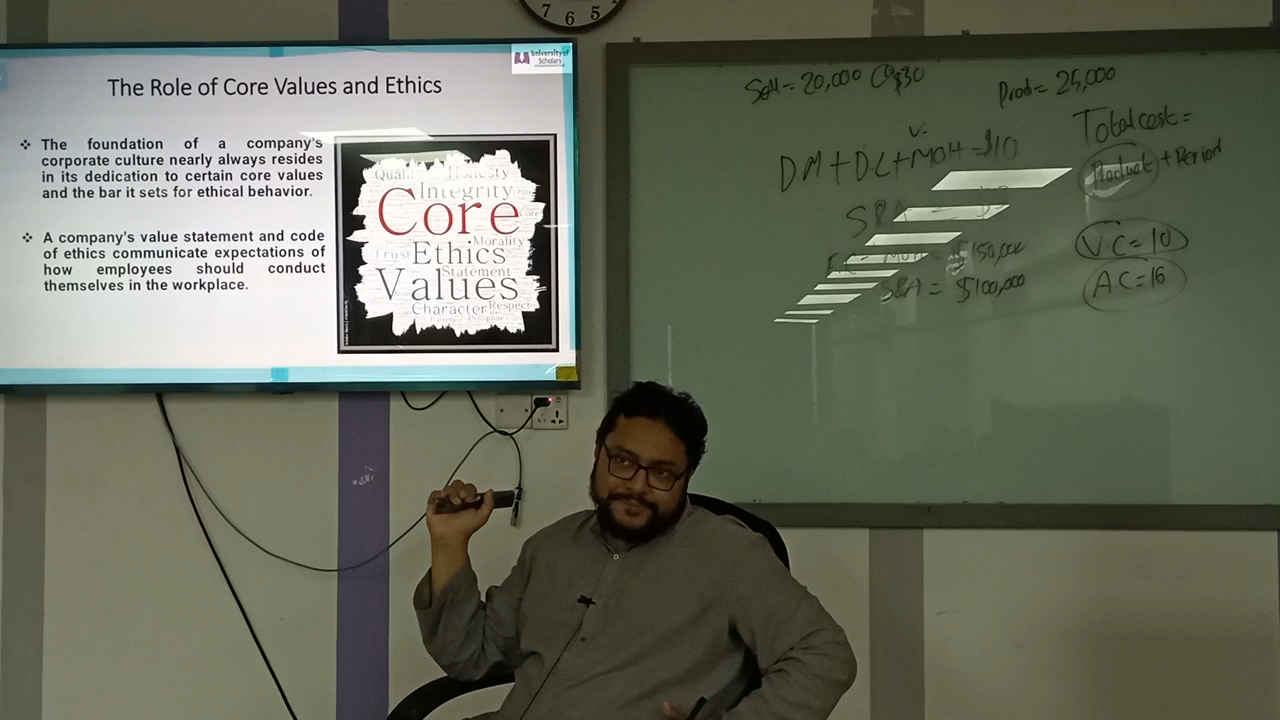 7 6 5
University of
Scholars
The Role of Core Values and Ethics
❖ The foundation of a company's
corporate culture nearly always resides
in its dedication to certain core values
and the bar it sets for ethical behavior.
❖ A company's value statement and code
of ethics communicate expectations of
how employees should conduct
themselves in the workplace.
Quality Honesty
Integrity
Core
Morality
Trust Ethics
Statement
Values
Character Respect
Sell = 20,000 @ $30
Prod = 25,000
V.
DM+DL+MOH = $10
S&A = $100,000
Total cost =
Product + Period
VC = 10
AC = 16